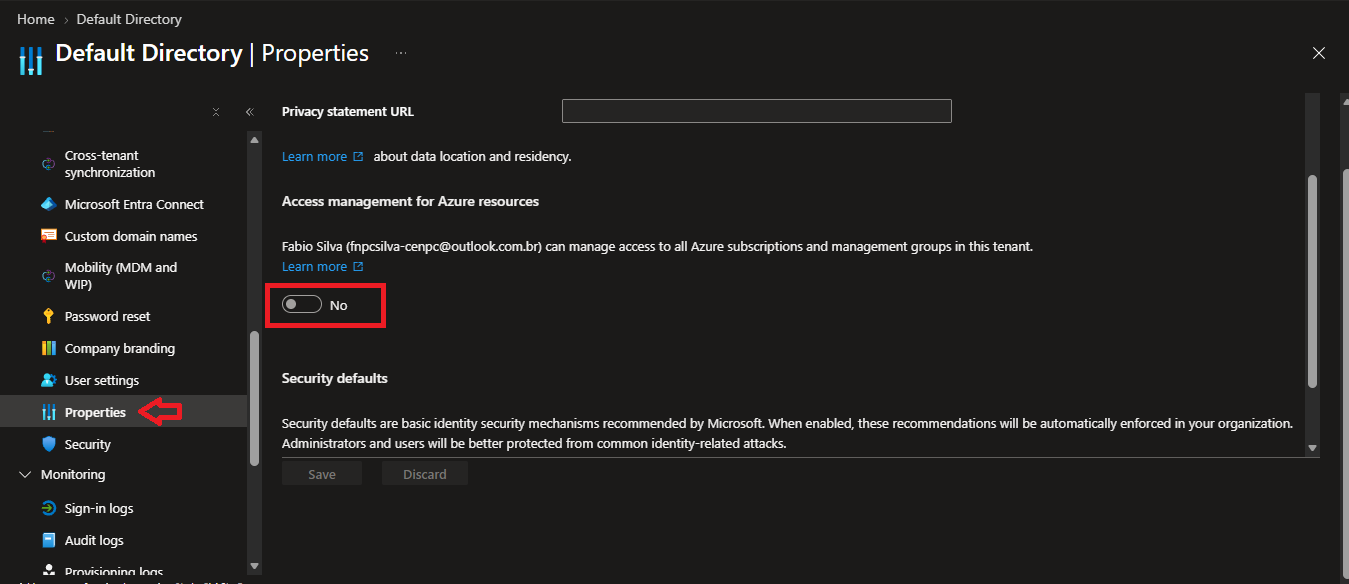 Home > Default Directory
Default Directory | Properties ...
Cross-tenant
synchronization
Microsoft Entra Connect
Custom domain names
Mobility (MDM and
WIP)
Password reset
Company branding
User settings
Properties
Security
Monitoring
Sign-in logs
Audit logs
Provisioning logs
Privacy statement URL
Learn more about data location and residency.
Access management for Azure resources
Fabio Silva (fnpcsilva-cenpc@outlook.com.br) can manage access to all Azure subscriptions and management groups in this tenant.
Learn more
No
Security defaults
Security defaults are basic identity security mechanisms recommended by Microsoft. When enabled, these recommendations will be automatically enforced in your organization.
Administrators and users will be better protected from common identity-related attacks.
Save Discard